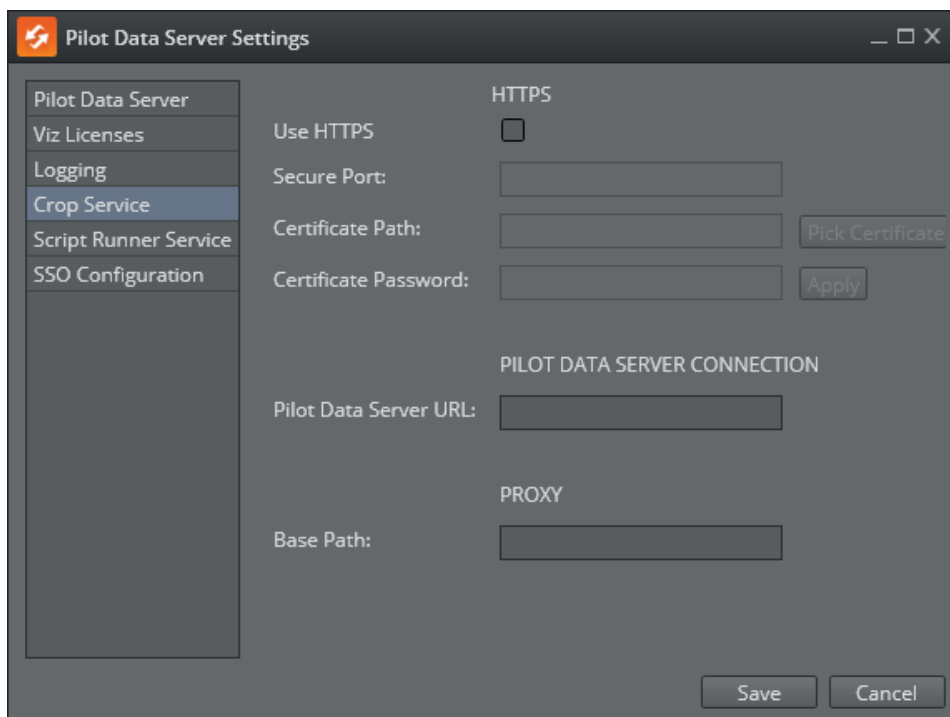 Pilot Data Server Settings
Pilot Data Server
Viz Licenses
Logging
Crop Service
Script Runner Service
SSO Configuration
HTTPS
Use HTTPS
Secure Port:
Certificate Path:
Pick Certificate
Certificate Password:
Apply
PILOT DATA SERVER CONNECTION
Pilot Data Server URL:
PROXY
Base Path:
Save
Cancel